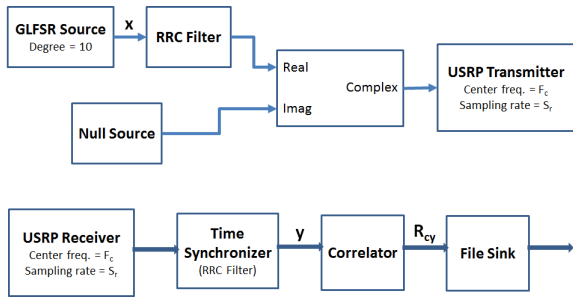 GLFSR Source
Degree = 10
x
RRC Filter
Null Source
Real
Imag
Complex
USRP Transmitter
Center freq. = Fc
Sampling rate = Sr
USRP Receiver
Center freq. = Fc
Sampling rate = Sr
Time
Synchronizer
(RRC Filter)
y
Correlator
Rcy
File Sink